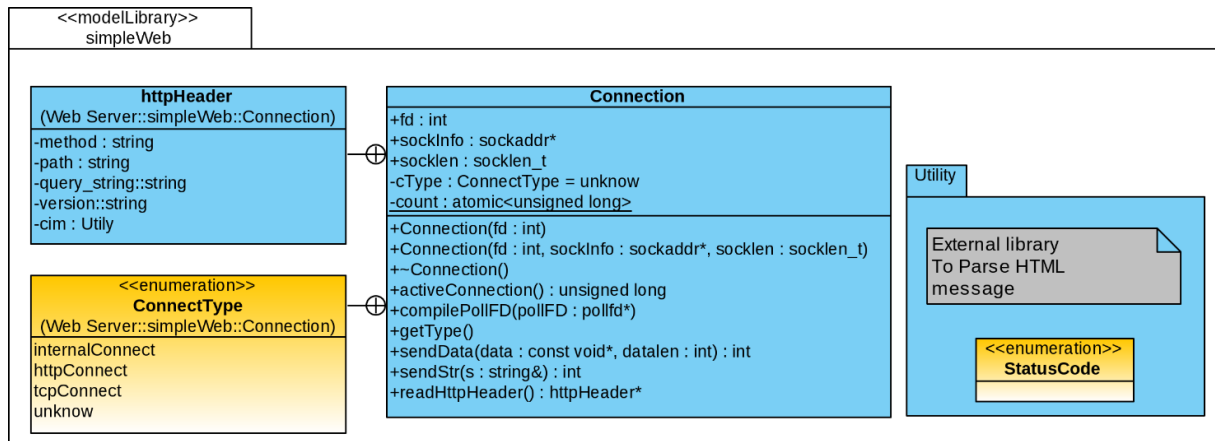 <<modelLibrary>>
simpleWeb
httpHeader
(Web Server::simpleWeb::Connection)
-method : string
-path : string
-query_string::string
-version::string
-cim : Utily
<<enumeration>>
ConnectType
(Web Server::simpleWeb::Connection)
internalConnect
httpConnect
tcpConnect
unknow
Connection
+fd : int
+sockInfo : sockaddr*
+socklen : socklen_t
-cType : ConnectType = unknow
-count : atomic<unsigned long>
+Connection(fd : int)
+Connection(fd : int, sockInfo : sockaddr*, socklen : socklen_t)
+~Connection()
+activeConnection() : unsigned long
+compilePollFD(pollFD : pollfd*)
+getType()
+sendData(data : const void*, datalen : int) : int
+sendStr(s : string&) : int
+readHttpHeader() : httpHeader*
Utility
External library
To Parse HTML
message
<<enumeration>>
StatusCode